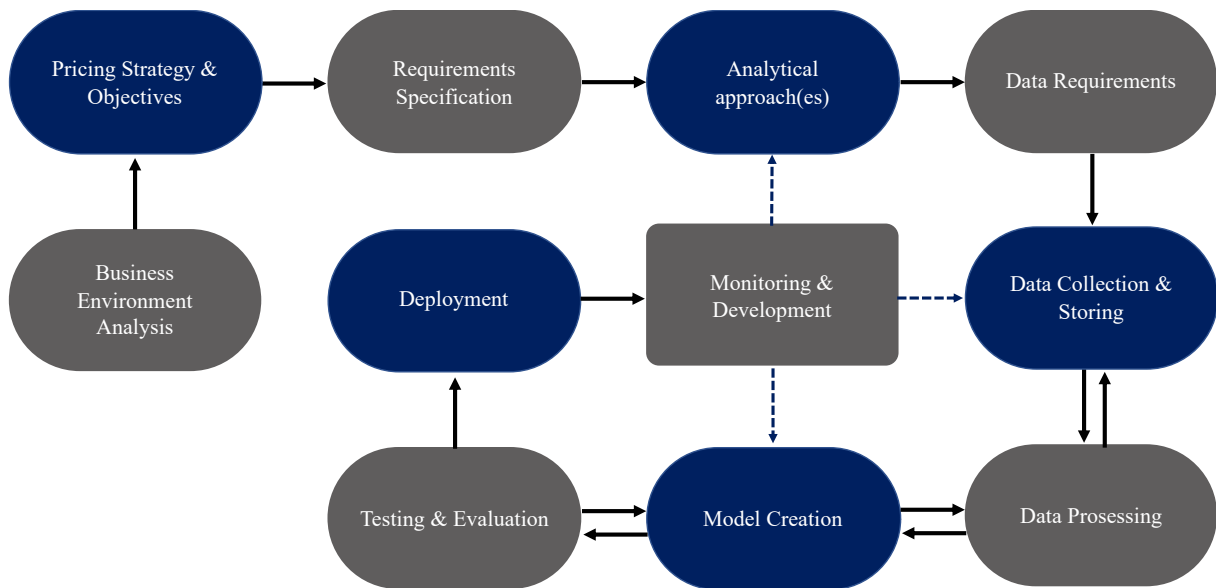 Pricing Strategy &
Objectives
Requirements
Specification
Analytical
approach(es)
Data Requirements
Business
Environment
Analysis
Deployment
Monitoring &
Development
Data Collection &
Storing
Testing & Evaluation
Model Creation
Data Prosessing